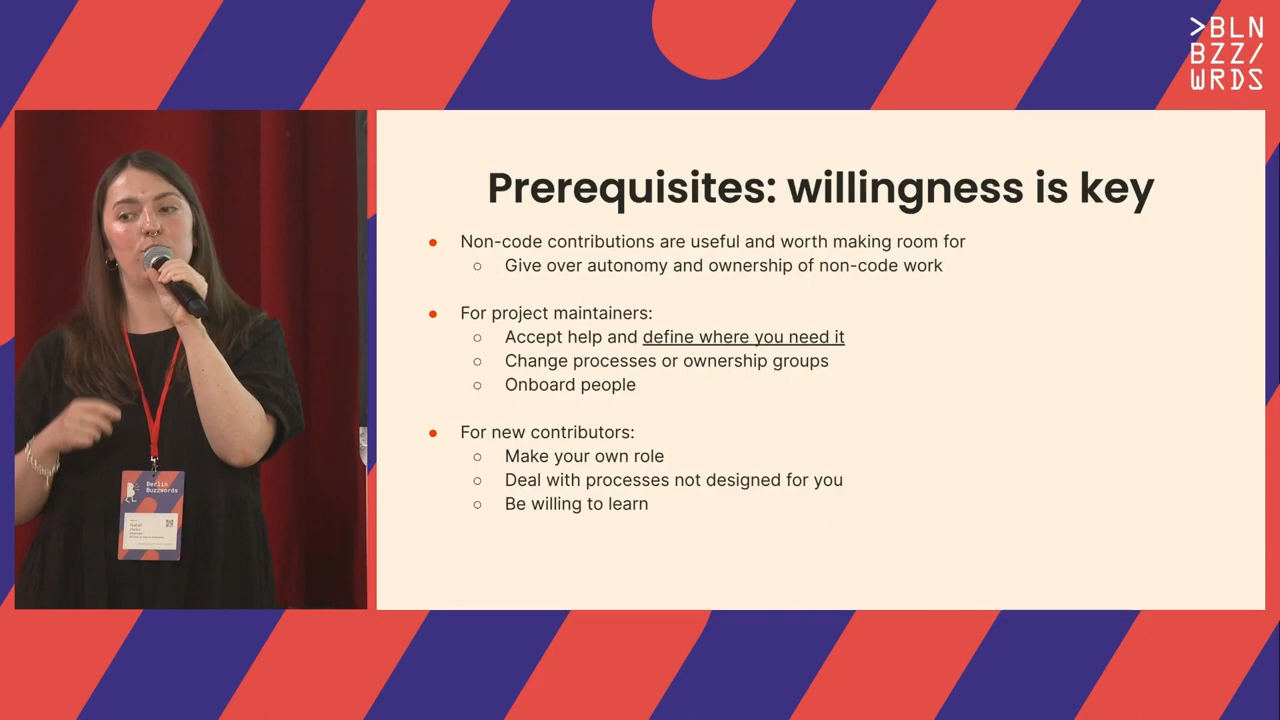 >BLN
BZZ/
WRDS
Prerequisites: willingness is key
● Non-code contributions are useful and worth making room for
○ Give over autonomy and ownership of non-code work
● For project maintainers:
○ Accept help and define where you need it
○ Change processes or ownership groups
○ Onboard people
● For new contributors:
○ Make your own role
○ Deal with processes not designed for you
○ Be willing to learn
Berlin
Buzzwords